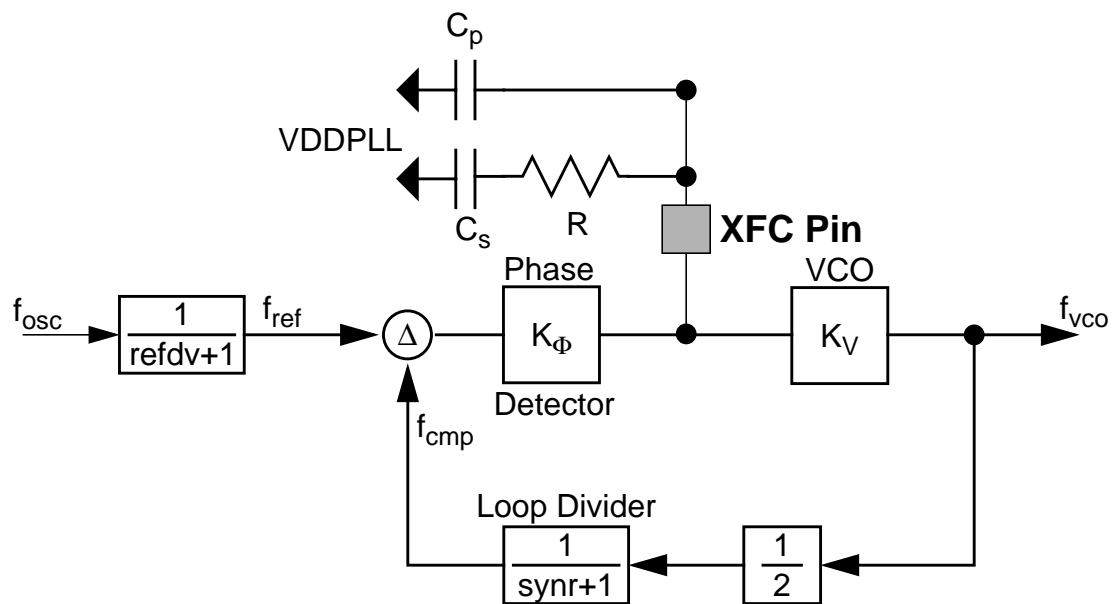 Cp
VDDPLL
Cs
R
XFC Pin
Phase
VCO
fosc
1
refdv+1
fref
Δ
KΦ
KV
fvco
Detector
fcmp
Loop Divider
1
synr+1
1
2